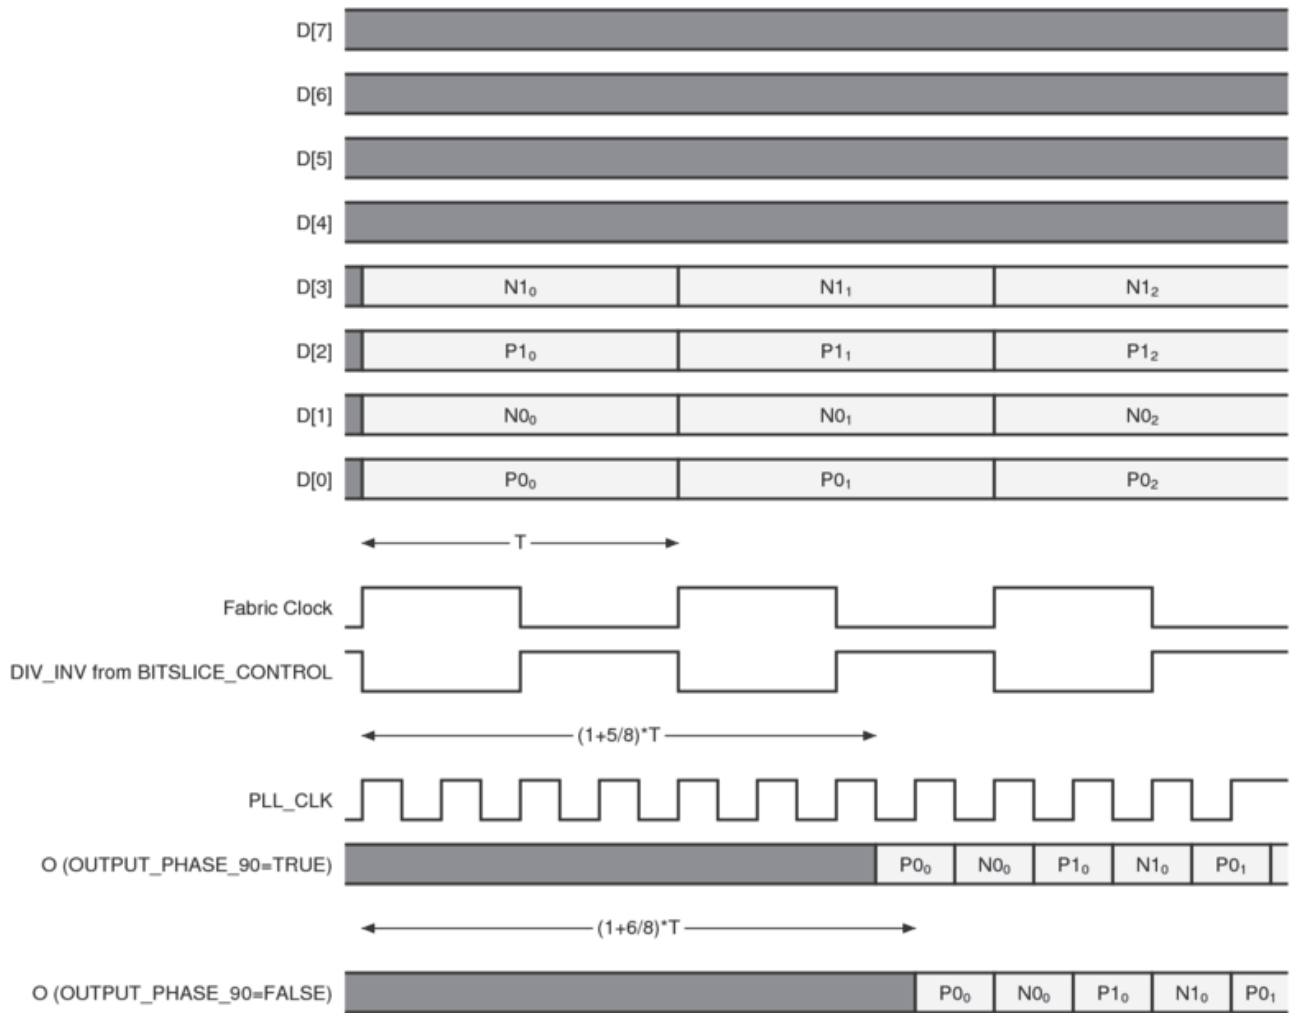 D[7]
D[6]
D[5]
D[4]
D[3] N1₀ N1₁ N1₂
D[2] P1₀ P1₁ P1₂
D[1] N0₀ N0₁ N0₂
D[0] P0₀ P0₁ P0₂
T
Fabric Clock
DIV_INV from BITSLICE_CONTROL
(1+5/8)*T
PLL_CLK
O (OUTPUT_PHASE_90=TRUE) P0₀ N0₀ P1₀ N1₀ P0₁
(1+6/8)*T
O (OUTPUT_PHASE_90=FALSE) P0₀ N0₀ P1₀ N1₀ P0₁